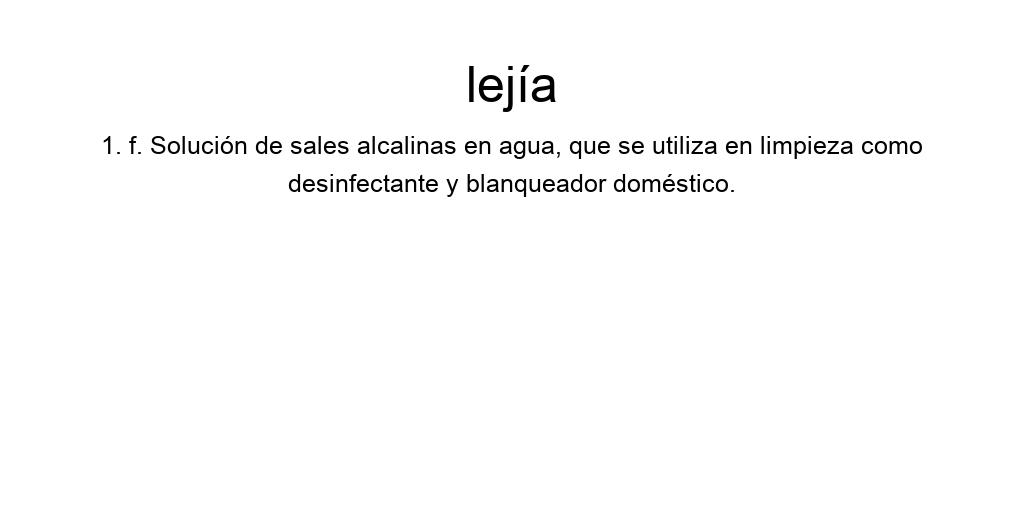 lejía
1. f. Solución de sales alcalinas en agua, que se utiliza en limpieza como
desinfectante y blanqueador doméstico.